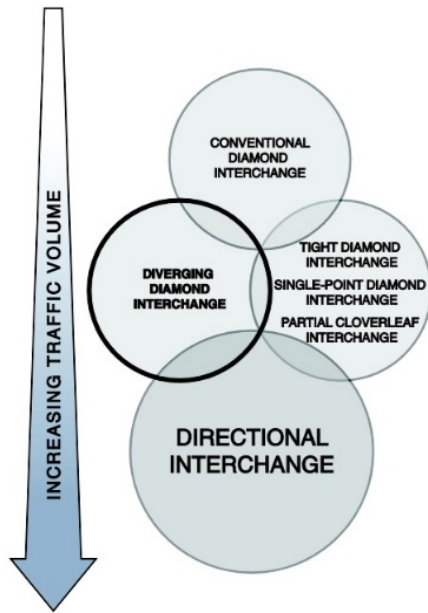 INCREASING TRAFFIC VOLUME
CONVENTIONAL
DIAMOND
INTERCHANGE
DIVERGING
DIAMOND
INTERCHANGE
TIGHT DIAMOND
INTERCHANGE
SINGLE-POINT DIAMOND
INTERCHANGE
PARTIAL CLOVERLEAF
INTERCHANGE
DIRECTIONAL
INTERCHANGE